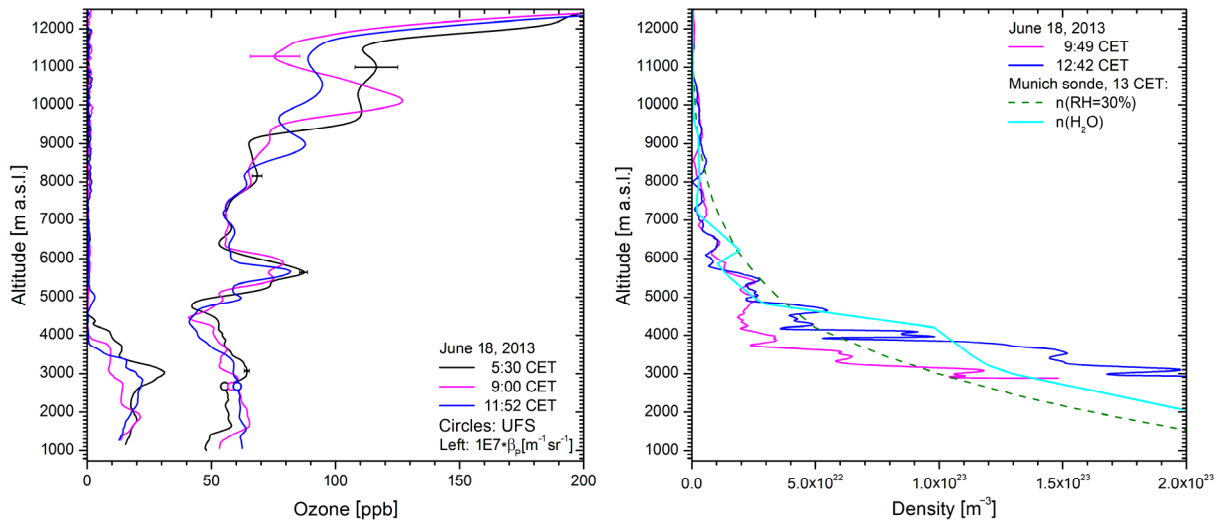 12000
11000
10000
9000
8000
7000
6000
5000
4000
3000
2000
1000
Altitude [m a.s.l.]
0
50
100
150
200
Ozone [ppb]
June 18, 2013
5:30 CET
9:00 CET
11:52 CET
Circles: UFS
Left: 1E7*βₚ[m⁻¹sr⁻¹]
12000
11000
10000
9000
8000
7000
6000
5000
4000
3000
2000
1000
Altitude [m a.s.l.]
0.0
5.0x10²²
1.0x10²³
1.5x10²³
2.0x10²³
Density [m⁻³]
June 18, 2013
9:49 CET
12:42 CET
Munich sonde, 13 CET:
n(RH=30%)
n(H₂O)